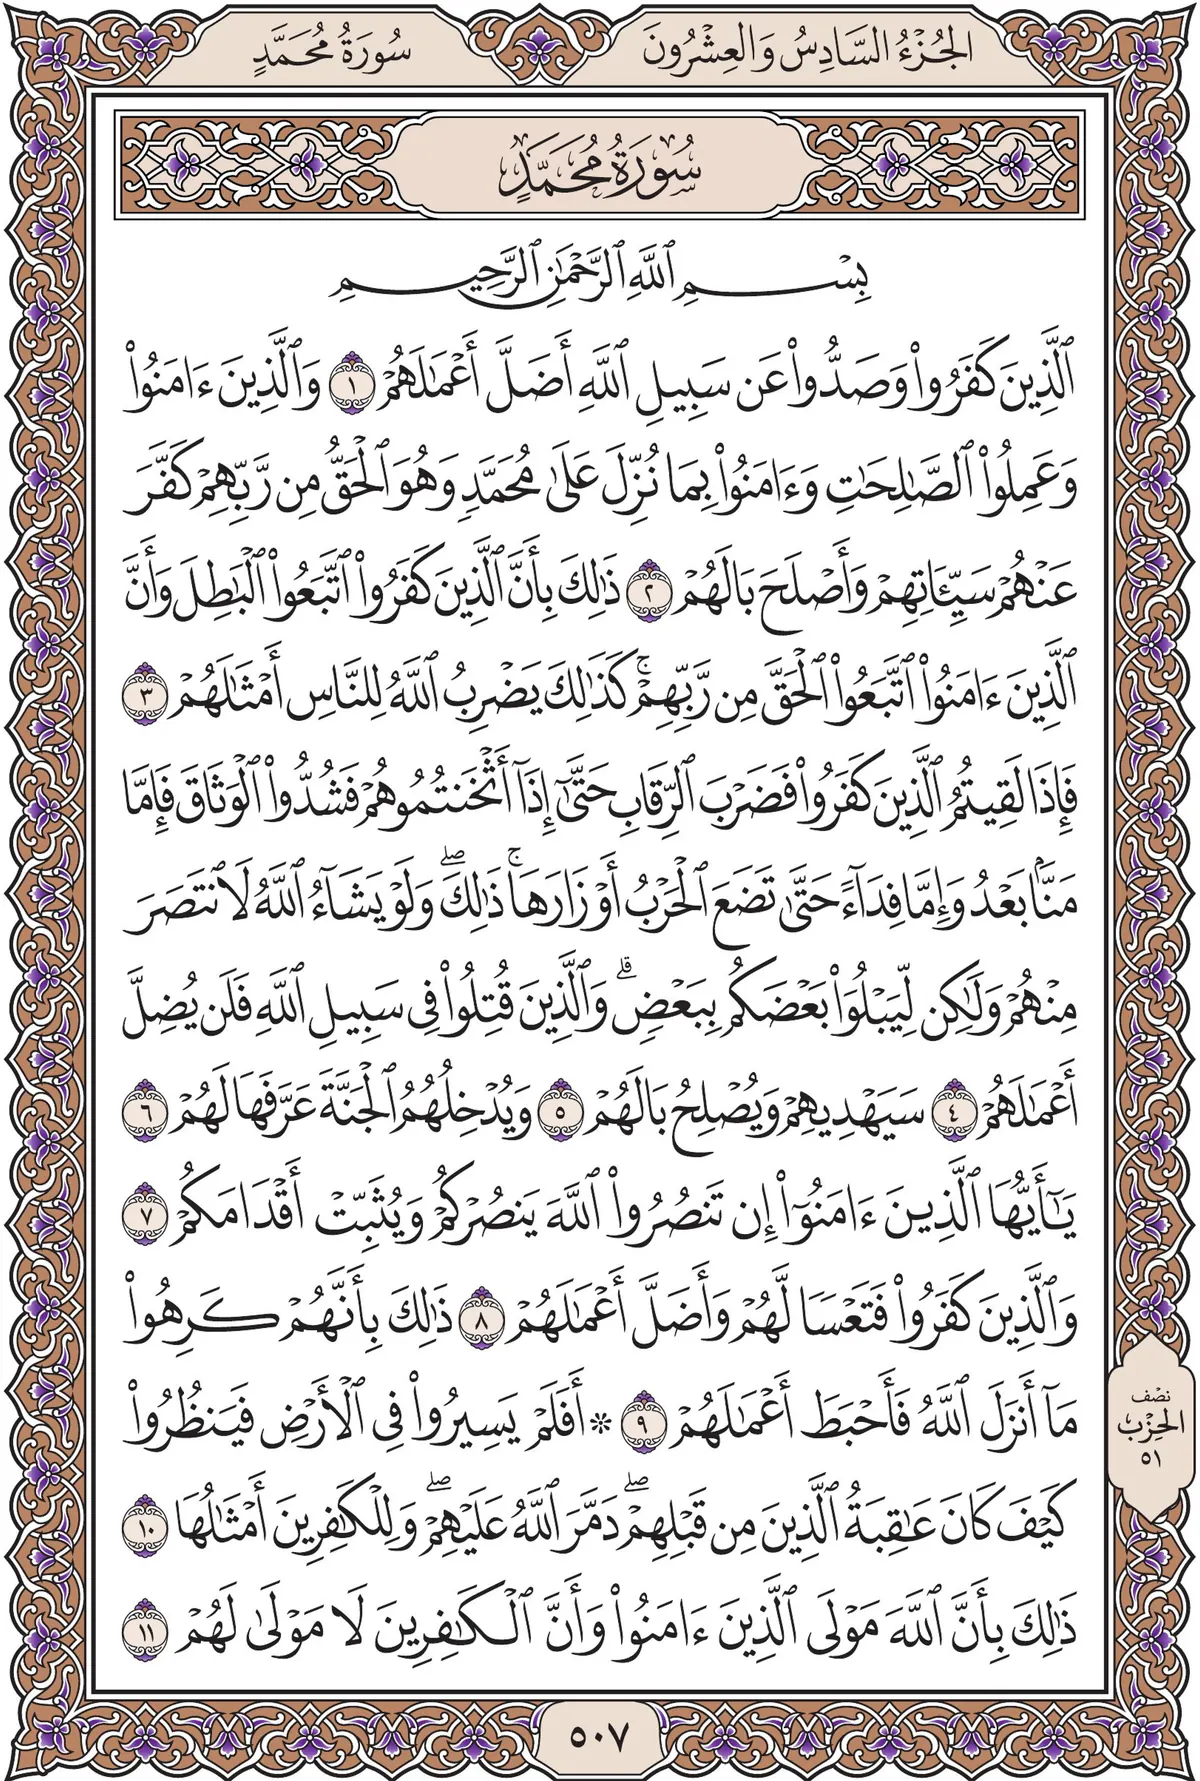 الجُزْءُ السَّادِسُ وَالعِشْرُونَ
سُورَةُ مُحَمَّدٍ
سُورَةُ مُحَمَّدٍ
بِسْمِ ٱللَّهِ ٱلرَّحْمَٰنِ ٱلرَّحِيمِ
ٱلَّذِينَ كَفَرُوا۟ وَصَدُّوا۟ عَن سَبِيلِ ٱللَّهِ أَضَلَّ أَعْمَٰلَهُمْ ١ وَٱلَّذِينَ ءَامَنُوا۟
وَعَمِلُوا۟ ٱلصَّٰلِحَٰتِ وَءَامَنُوا۟ بِمَا نُزِّلَ عَلَىٰ مُحَمَّدٍ وَهُوَ ٱلْحَقُّ مِن رَّبِّهِمْ كَفَّرَ
عَنْهُمْ سَيِّـَٔاتِهِمْ وَأَصْلَحَ بَالَهُمْ ٢ ذَٰلِكَ بِأَنَّ ٱلَّذِينَ كَفَرُوا۟ ٱتَّبَعُوا۟ ٱلْبَٰطِلَ وَأَنَّ
ٱلَّذِينَ ءَامَنُوا۟ ٱتَّبَعُوا۟ ٱلْحَقَّ مِن رَّبِّهِمْ ۚ كَذَٰلِكَ يَضْرِبُ ٱللَّهُ لِلنَّاسِ أَمْثَٰلَهُمْ ٣
فَإِذَا لَقِيتُمُ ٱلَّذِينَ كَفَرُوا۟ فَضَرْبَ ٱلرِّقَابِ حَتَّىٰٓ إِذَآ أَثْخَنتُمُوهُمْ فَشُدُّوا۟ ٱلْوَثَاقَ فَإِمَّا
مَنًّۢا بَعْدُ وَإِمَّا فِدَآءً حَتَّىٰ تَضَعَ ٱلْحَرْبُ أَوْزَارَهَا ۚ ذَٰلِكَ ۖ وَلَوْ يَشَآءُ ٱللَّهُ لَٱنتَصَرَ
مِنْهُمْ وَلَٰكِن لِّيَبْلُوَا۟ بَعْضَكُم بِبَعْضٍ ۗ وَٱلَّذِينَ قُتِلُوا۟ فِى سَبِيلِ ٱللَّهِ فَلَن يُضِلَّ
أَعْمَٰلَهُمْ ٤ سَيَهْدِيهِمْ وَيُصْلِحُ بَالَهُمْ ٥ وَيُدْخِلُهُمُ ٱلْجَنَّةَ عَرَّفَهَا لَهُمْ ٦
يَٰٓأَيُّهَا ٱلَّذِينَ ءَامَنُوٓا۟ إِن تَنصُرُوا۟ ٱللَّهَ يَنصُرْكُمْ وَيُثَبِّتْ أَقْدَامَكُمْ ٧
وَٱلَّذِينَ كَفَرُوا۟ فَتَعْسًا لَّهُمْ وَأَضَلَّ أَعْمَٰلَهُمْ ٨ ذَٰلِكَ بِأَنَّهُمْ كَرِهُوا۟
مَآ أَنزَلَ ٱللَّهُ فَأَحْبَطَ أَعْمَٰلَهُمْ ٩ * أَفَلَمْ يَسِيرُوا۟ فِى ٱلْأَرْضِ فَيَنظُرُوا۟
نصف
الحزب
٥١
كَيْفَ كَانَ عَٰقِبَةُ ٱلَّذِينَ مِن قَبْلِهِمْ ۖ دَمَّرَ ٱللَّهُ عَلَيْهِمْ ۖ وَلِلْكَٰفِرِينَ أَمْثَٰلُهَا ١٠
ذَٰلِكَ بِأَنَّ ٱللَّهَ مَوْلَى ٱلَّذِينَ ءَامَنُوا۟ وَأَنَّ ٱلْكَٰفِرِينَ لَا مَوْلَىٰ لَهُمْ ١١
٥٠٧